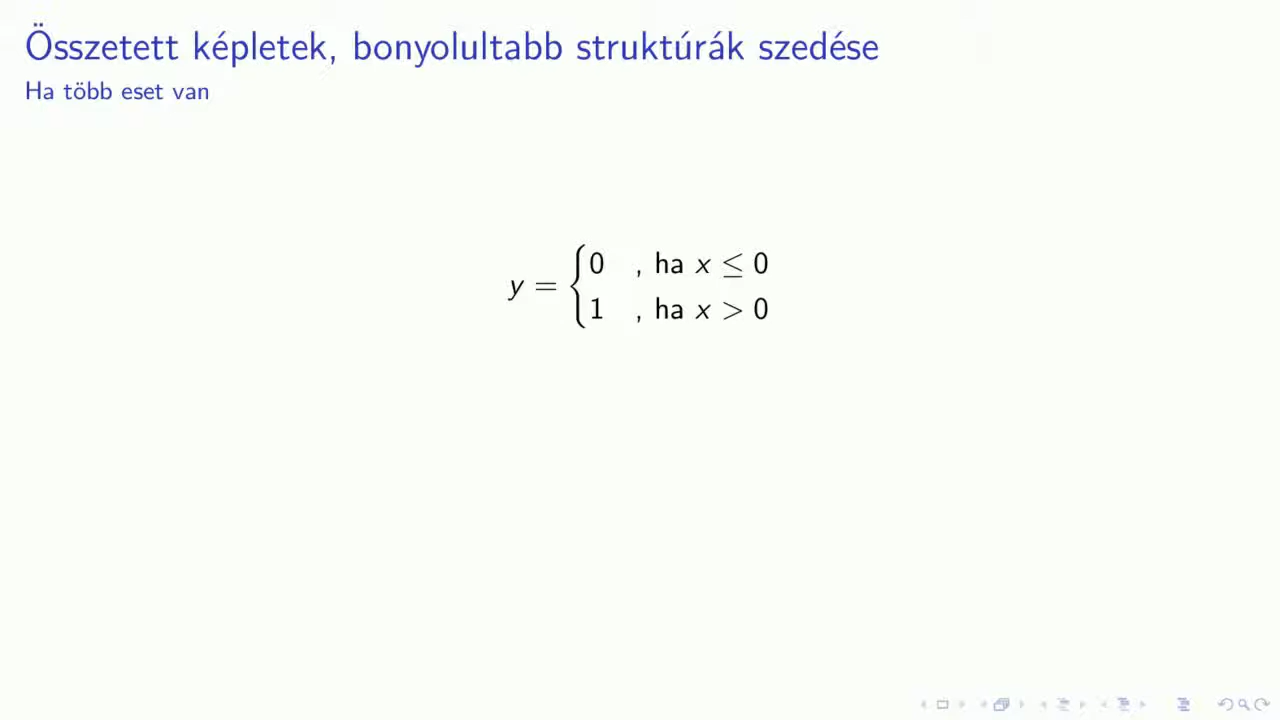 Összetett képletek, bonyolultabb struktúrák szedése
Ha több eset van
y = { 0 , ha x ≤ 0
1 , ha x > 0